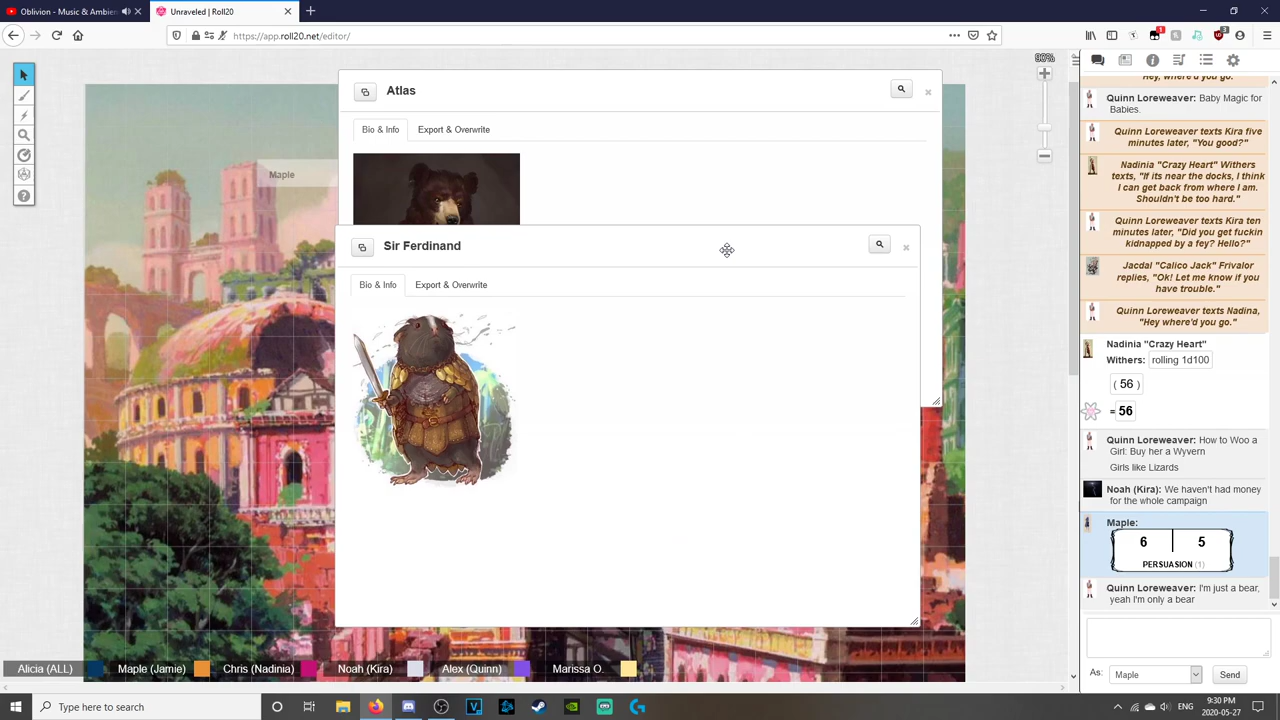 Oblivion - Music & Ambien
Unraveled | Roll20
https://app.roll20.net/editor/
90%
Maple
Atlas
Bio & Info
Export & Overwrite
Sir Ferdinand
Bio & Info
Export & Overwrite
Hey, where'd you go.
Quinn Loreweaver: Baby Magic for
Babies.
Quinn Loreweaver texts Kira five
minutes later, "You good?"
Nadinia "Crazy Heart" Withers
texts, "If its near the docks, I think
I can get back from where I am.
Shouldn't be too hard."
Quinn Loreweaver texts Kira ten
minutes later, "Did you get fuckin
kidnapped by a fey? Hello?"
Jacdal "Calico Jack" Frivalor
replies, "Ok! Let me know if you
have trouble."
Quinn Loreweaver texts Nadina,
"Hey where'd you go."
Nadinia "Crazy Heart"
Withers: rolling 1d100
( 56 )
= 56
Quinn Loreweaver: How to Woo a
Girl: Buy her a Wyvern
Girls like Lizards
Noah (Kira): We haven't had money
for the whole campaign
Maple:
6 5
PERSUASION (1)
Quinn Loreweaver: I'm just a bear,
yeah I'm only a bear
As: Maple Send
Alicia (ALL) Maple (Jamie) Chris (Nadinia) Noah (Kira) Alex (Quinn) Marissa O.
Type here to search
ENG
9:30 PM
2020-05-27